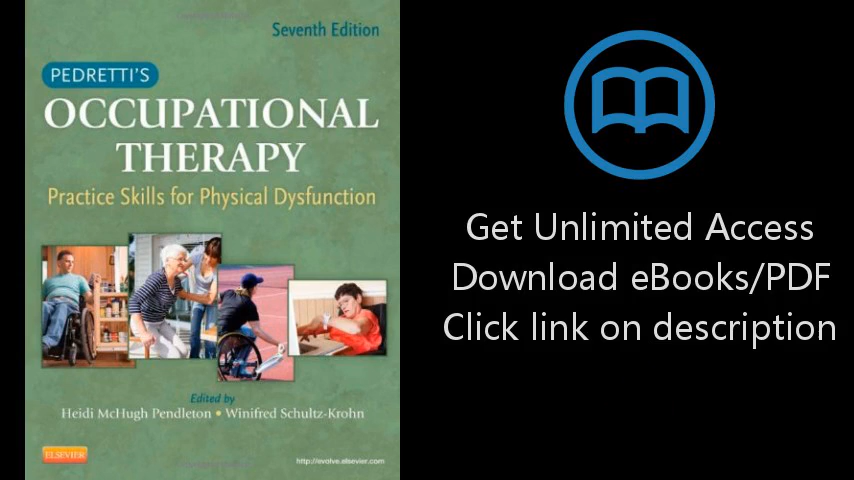 Seventh Edition
PEDRETTI'S
OCCUPATIONAL
THERAPY
Practice Skills for Physical Dysfunction
Edited by
Heidi McHugh Pendleton • Winifred Schultz-Krohn
ELSEVIER
http://evolve.elsevier.com
Get Unlimited Access
Download eBooks/PDF
Click link on description